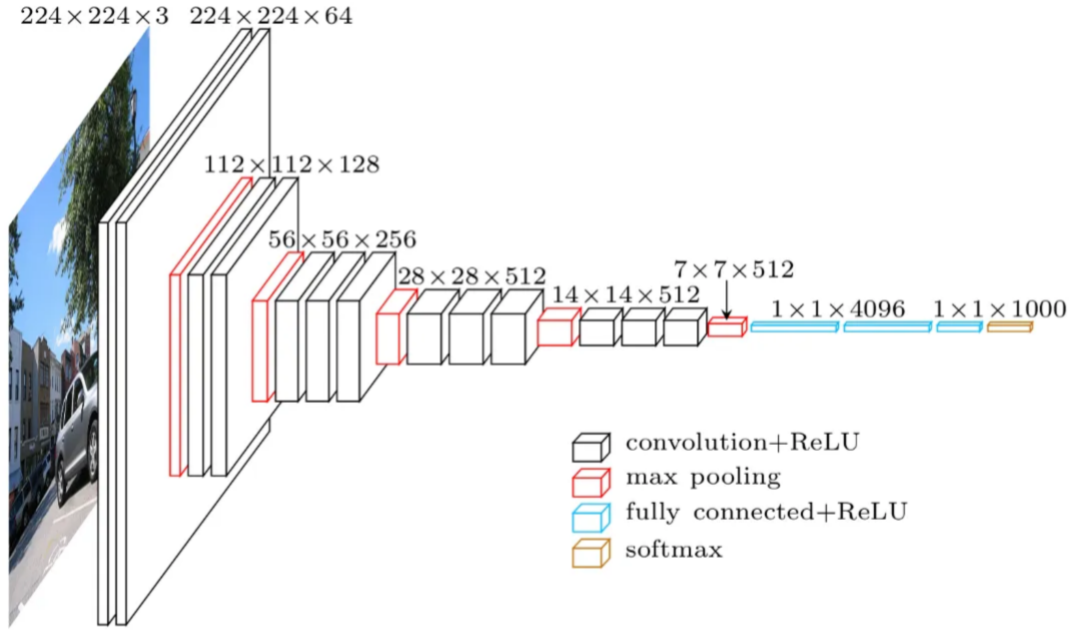 224×224×3
224×224×64
112×112×128
56×56×256
28×28×512
14×14×512
7×7×512
1×1×4096
1×1×1000
convolution+ReLU
max pooling
fully connected+ReLU
softmax